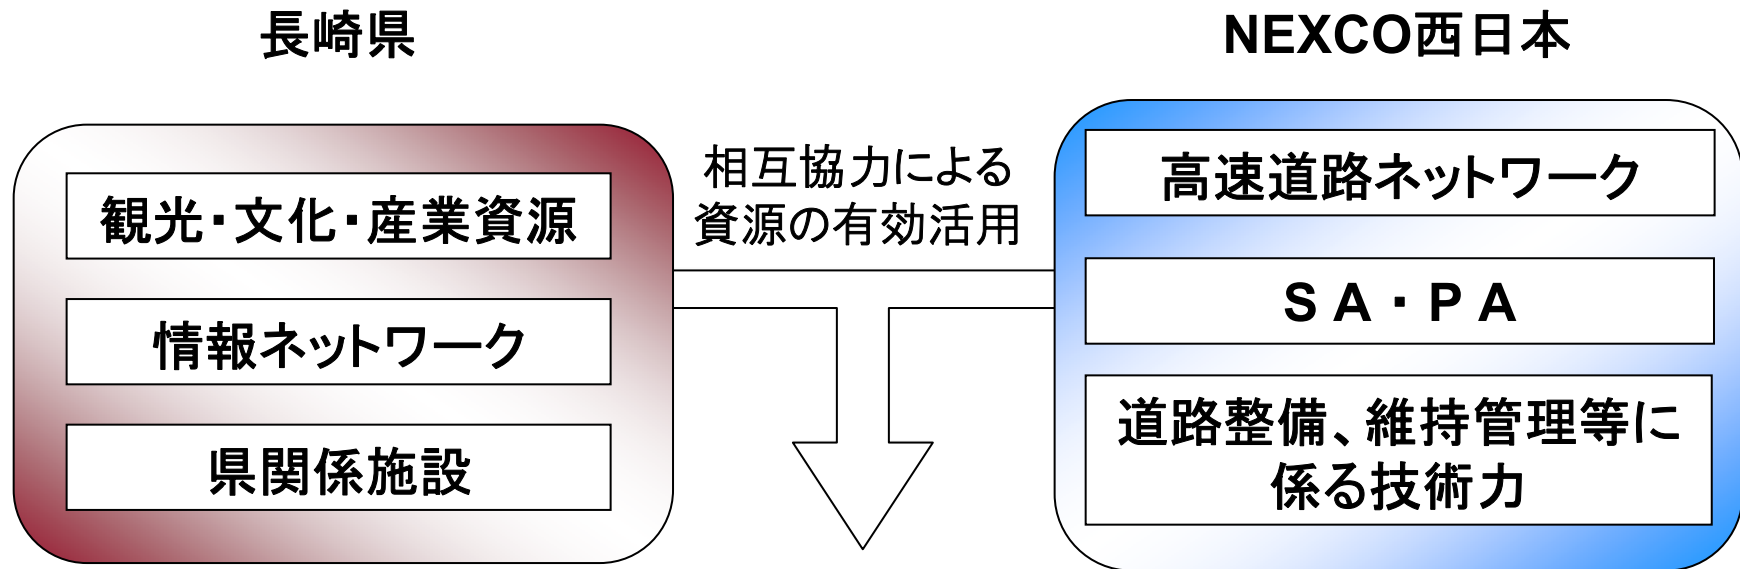 長崎県
NEXCO西日本
観光・文化・産業資源
情報ネットワーク
県関係施設
相互協力による
資源の有効活用
高速道路ネットワーク
ＳＡ・ＰＡ
道路整備、維持管理等に
係る技術力